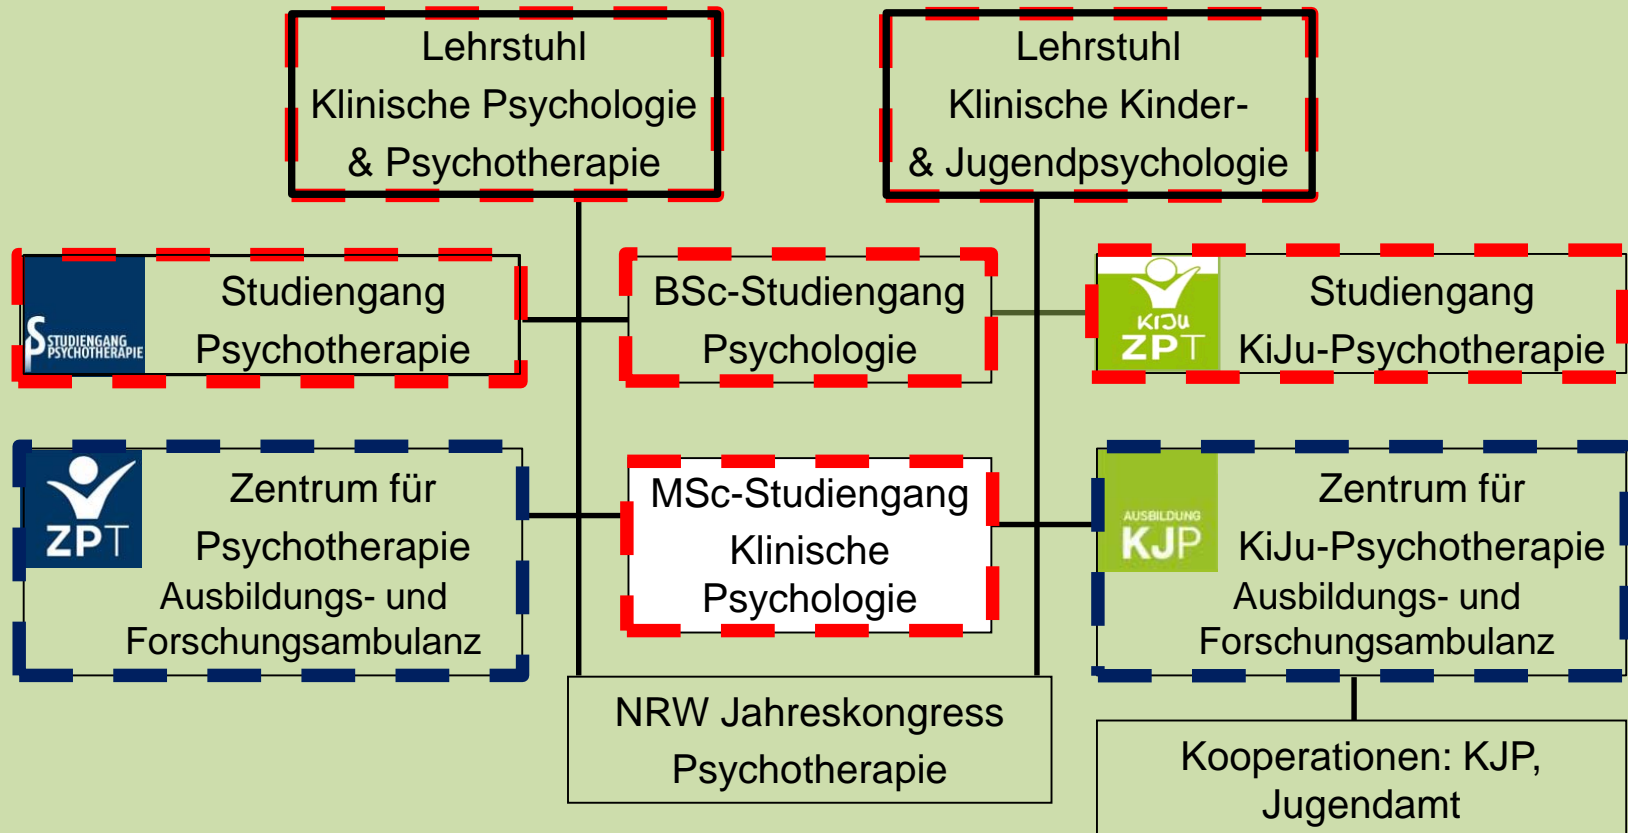 Lehrstuhl
Klinische Psychologie
& Psychotherapie
Lehrstuhl
Klinische Kinder-
& Jugendpsychologie
STUDIENGANG
PSYCHOTHERAPIE
Studiengang
Psychotherapie
BSc-Studiengang
Psychologie
KiJu
ZPT
Studiengang
KiJu-Psychotherapie
ZPT
Zentrum für
Psychotherapie
Ausbildungs- und
Forschungsambulanz
MSc-Studiengang
Klinische
Psychologie
AUSBILDUNG
KJP
Zentrum für
KiJu-Psychotherapie
Ausbildungs- und
Forschungsambulanz
NRW Jahreskongress
Psychotherapie
Kooperationen: KJP,
Jugendamt